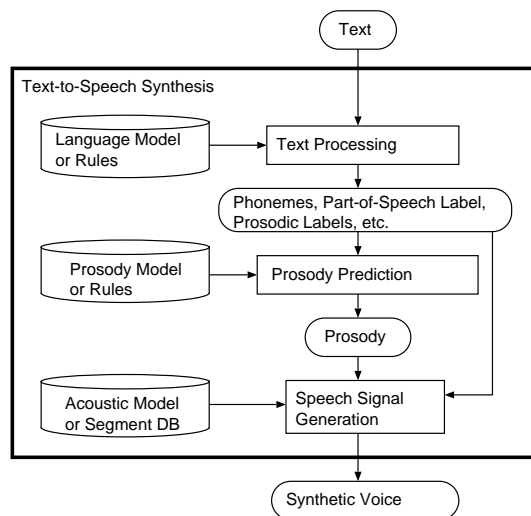 Text
Text-to-Speech Synthesis
Language Model
or Rules
Text Processing
Phonemes, Part-of-Speech Label,
Prosodic Labels, etc.
Prosody Model
or Rules
Prosody Prediction
Prosody
Acoustic Model
or Segment DB
Speech Signal
Generation
Synthetic Voice